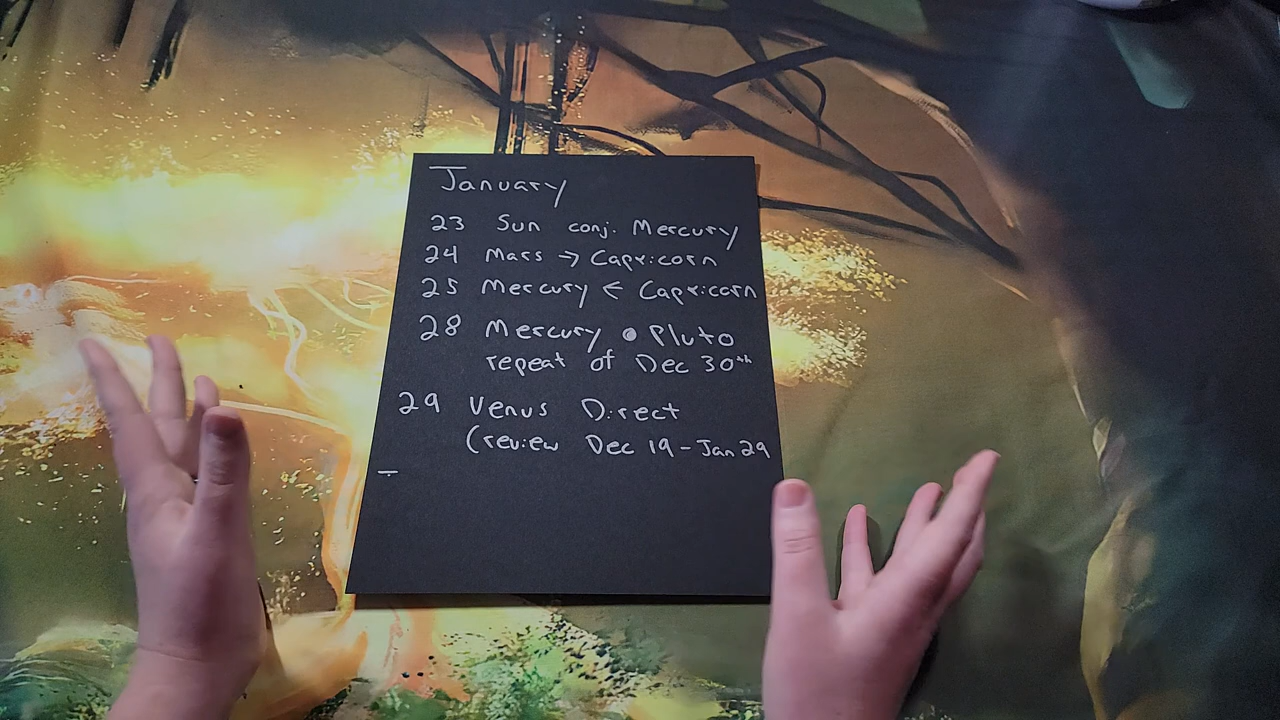 January
23 Sun conj. Mercury
24 Mars → Capricorn
25 Mercury ← Capricorn
28 Mercury • Pluto
repeat of Dec 30th
29 Venus Direct
(review Dec 19 - Jan 29